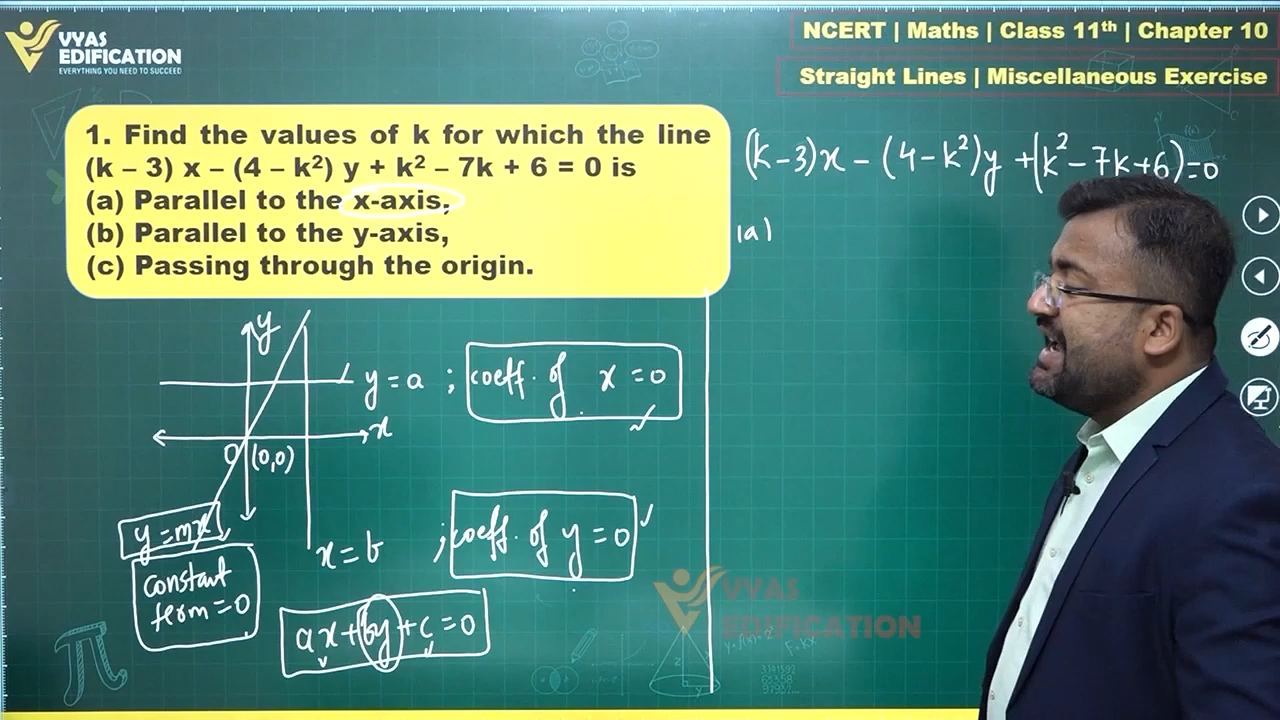 VYAS
EDIFICATION
EVERYTHING YOU NEED TO SUCCEED
NCERT | Maths | Class 11th | Chapter 10
Straight Lines | Miscellaneous Exercise
1. Find the values of k for which the line
(k – 3) x – (4 – k²) y + k² – 7k + 6 = 0 is
(a) Parallel to the x-axis,
(b) Parallel to the y-axis,
(c) Passing through the origin.
(k-3)x - (4-k²)y + (k²-7k+6)=0
(a)
y
y = a ; coeff. of x = 0
x
O (0,0)
y = mx
constant
term = 0
x = b ; coeff. of y = 0
ax + by + c = 0
VYAS
EDIFICATION